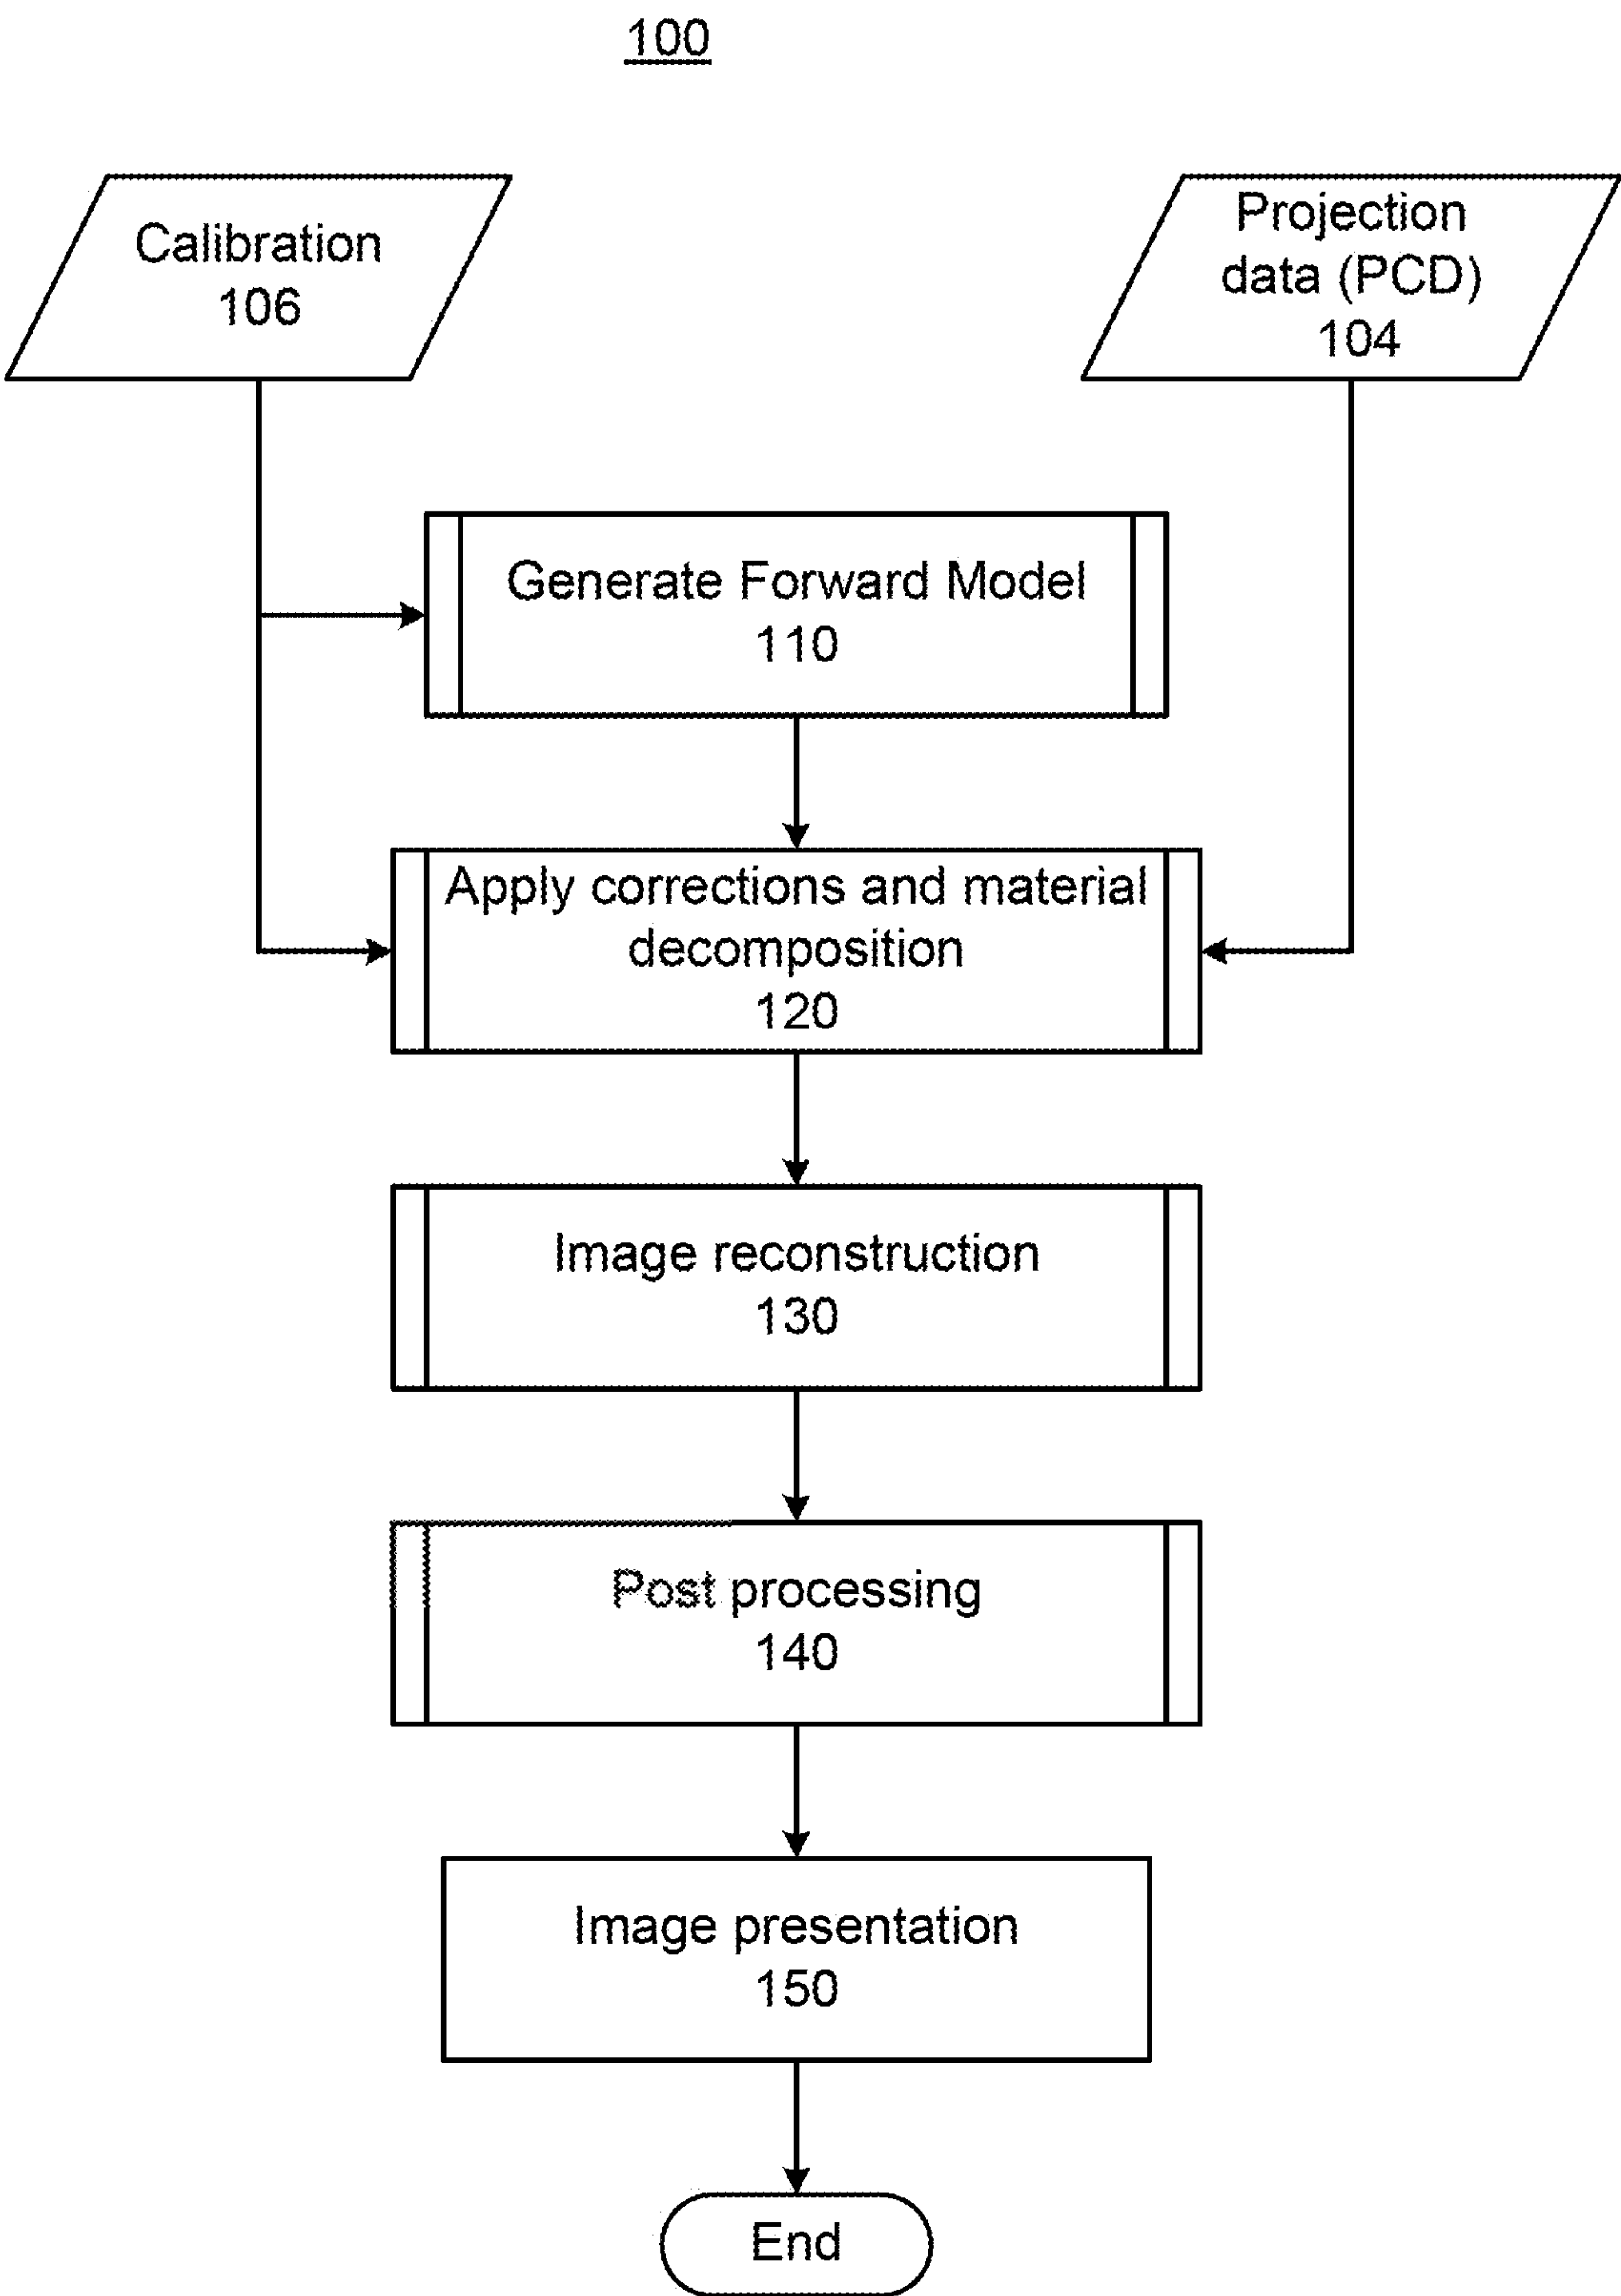 100
Calibration
106
Projection
data (PCD)
104
Generate Forward Model
110
Apply corrections and material
decomposition
120
Image reconstruction
130
Post processing
140
Image presentation
150
End